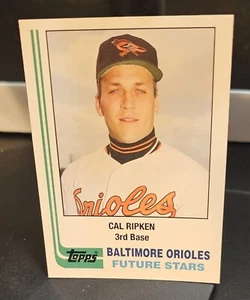 Orioles
CAL RIPKEN
3rd Base
topps
BALTIMORE ORIOLES
FUTURE STARS